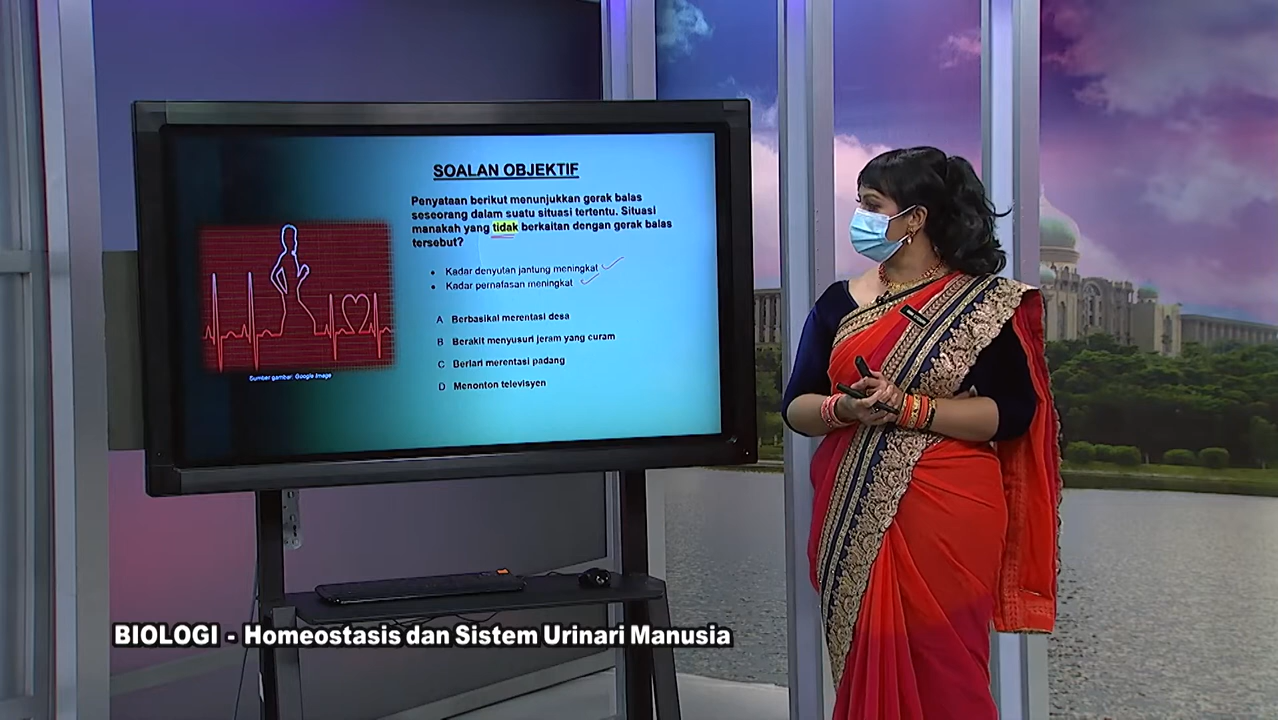 SOALAN OBJEKTIF
Penyataan berikut menunjukkan gerak balas
seseorang dalam suatu situasi tertentu. Situasi
manakah yang tidak berkaitan dengan gerak balas
tersebut?
• Kadar denyutan jantung meningkat
• Kadar pernafasan meningkat
A Berbasikal merentasi desa
B Berakit menyusuri jeram yang curam
C Berlari merentasi padang
D Menonton televisyen
Sumber gambar: Google Image
BIOLOGI - Homeostasis dan Sistem Urinari Manusia